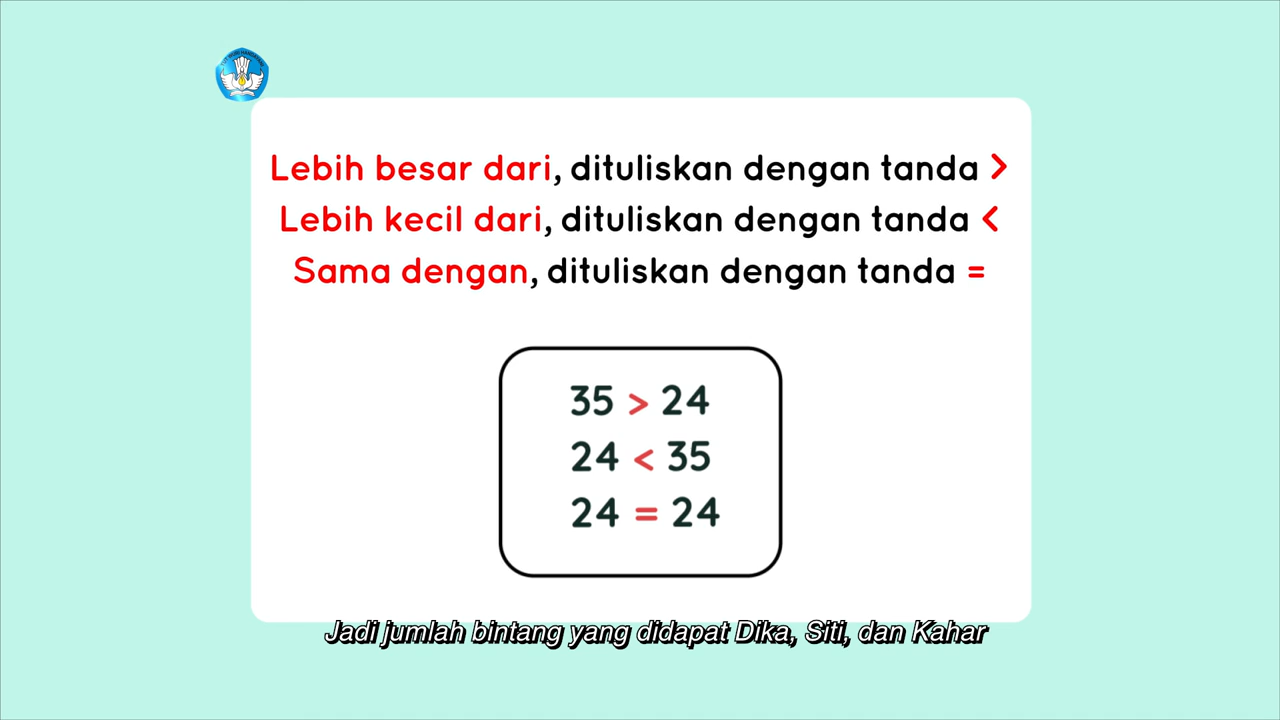 Lebih besar dari, dituliskan dengan tanda >
Lebih kecil dari, dituliskan dengan tanda <
Sama dengan, dituliskan dengan tanda =
35 > 24
24 < 35
24 = 24
Jadi jumlah bintang yang didapat Dika, Siti, dan Kahar